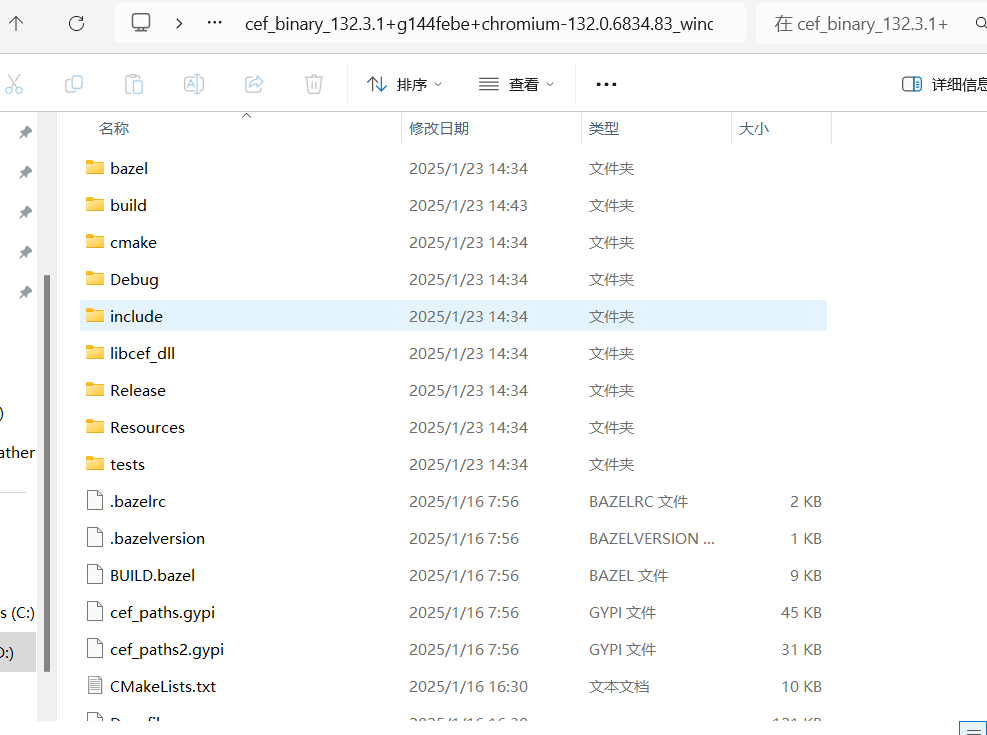 cef_binary_132.3.1+g144febe+chromium-132.0.6834.83_winc 在 cef_binary_132.3.1+
排序 查看 详细信息
名称 修改日期 类型 大小
bazel 2025/1/23 14:34 文件夹
build 2025/1/23 14:43 文件夹
cmake 2025/1/23 14:34 文件夹
Debug 2025/1/23 14:34 文件夹
include 2025/1/23 14:34 文件夹
libcef_dll 2025/1/23 14:34 文件夹
Release 2025/1/23 14:34 文件夹
)
Resources 2025/1/23 14:34 文件夹
ather
tests 2025/1/23 14:34 文件夹
.bazelrc 2025/1/16 7:56 BAZELRC 文件 2 KB
.bazelversion 2025/1/16 7:56 BAZELVERSION ... 1 KB
BUILD.bazel 2025/1/16 7:56 BAZEL 文件 9 KB
s (C:) cef_paths.gypi 2025/1/16 7:56 GYPI 文件 45 KB
D:) cef_paths2.gypi 2025/1/16 7:56 GYPI 文件 31 KB
CMakeLists.txt 2025/1/16 16:30 文本文档 10 KB